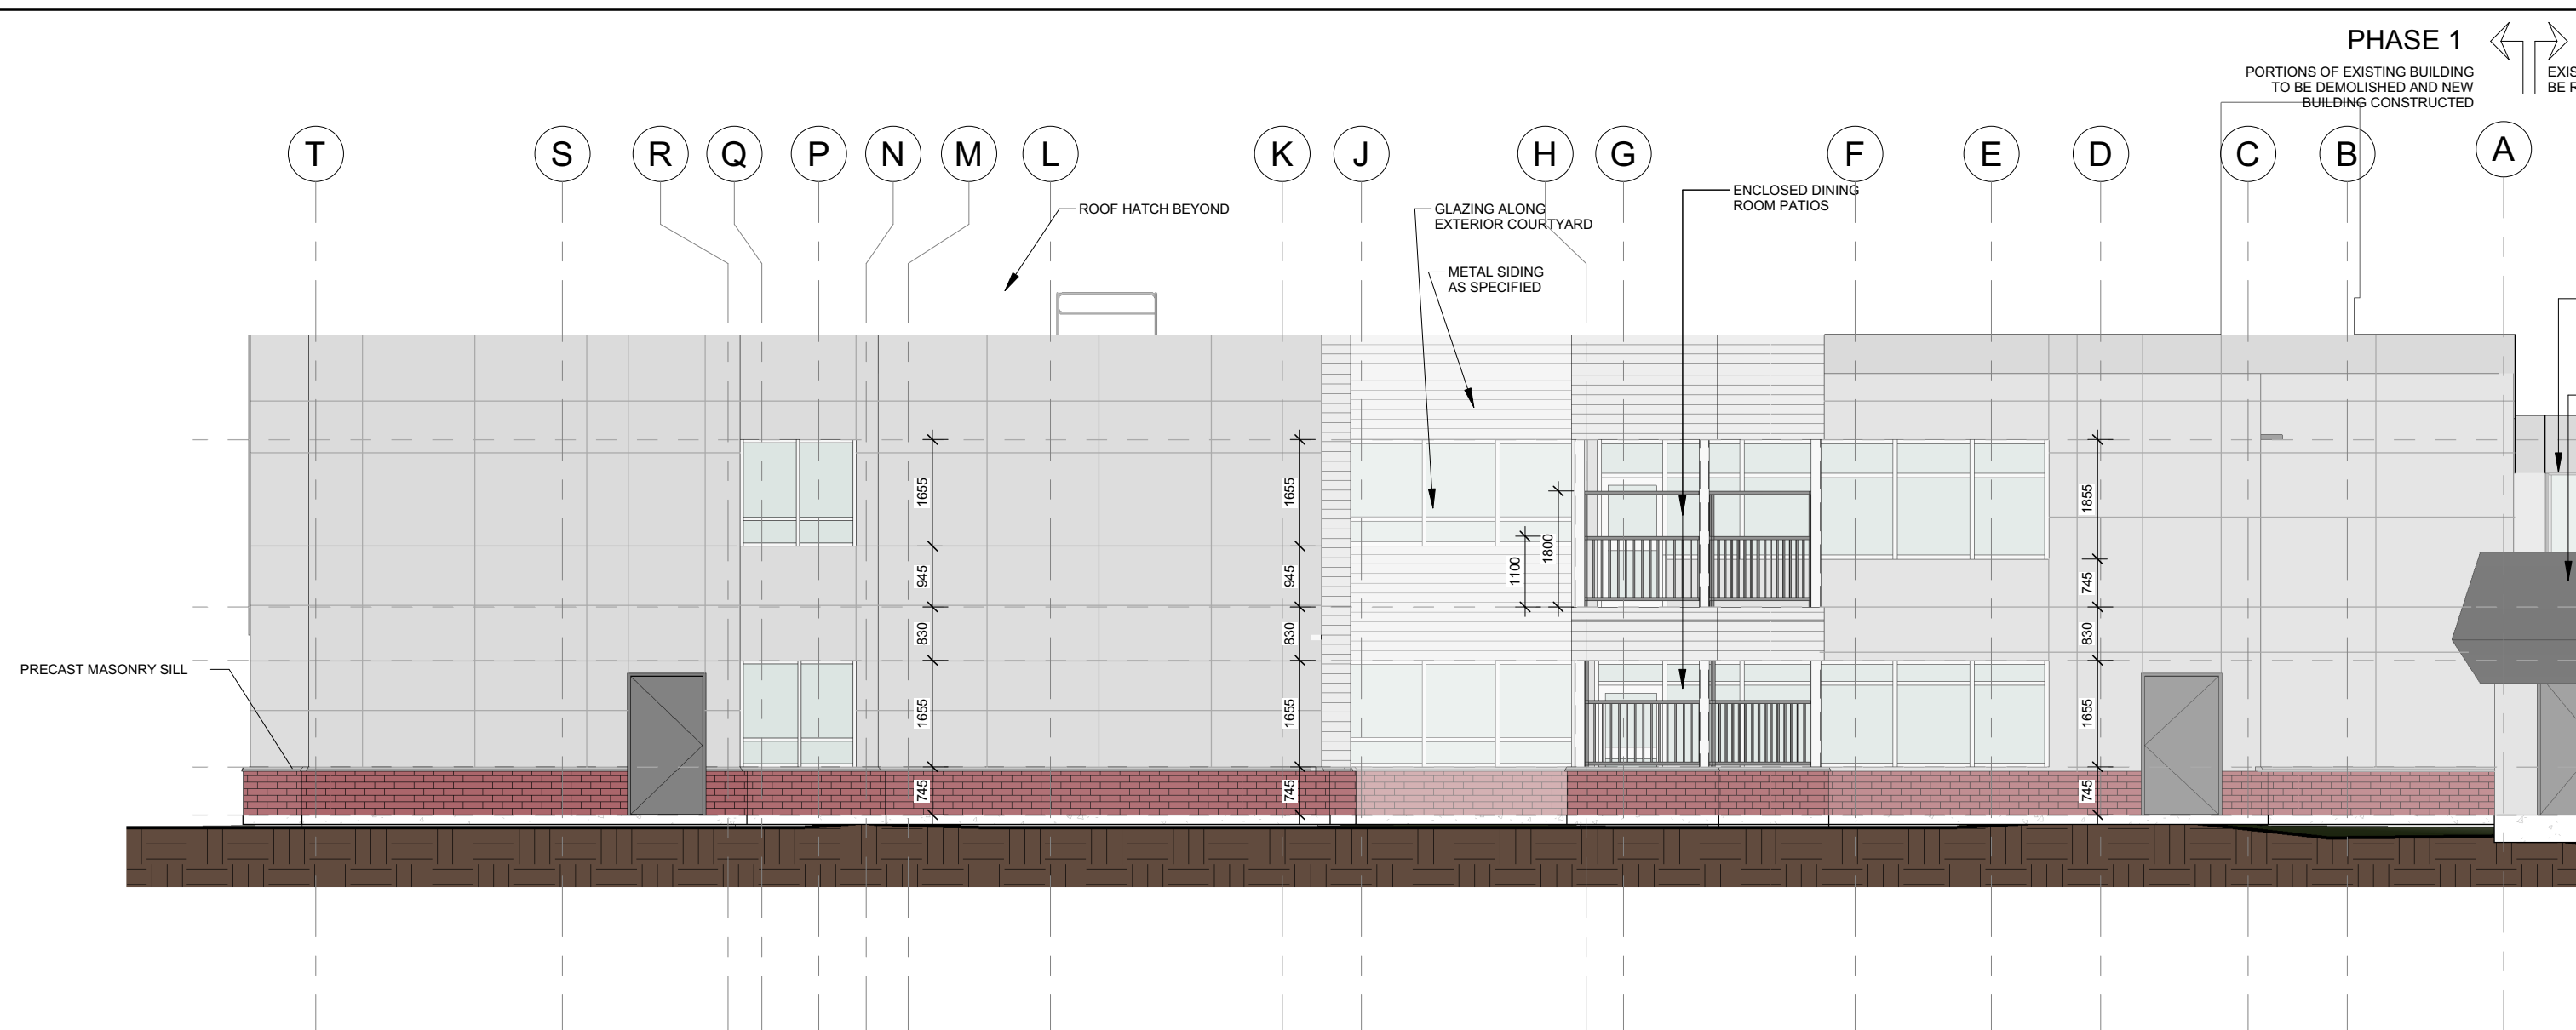 PHASE 1
PORTIONS OF EXISTING BUILDING
TO BE DEMOLISHED AND NEW
BUILDING CONSTRUCTED
EXIS
BE R
T
S
R
Q
P
N
M
L
K
J
H
G
F
E
D
C
B
A
ROOF HATCH BEYOND
GLAZING ALONG
EXTERIOR COURTYARD
METAL SIDING
AS SPECIFIED
ENCLOSED DINING
ROOM PATIOS
PRECAST MASONRY SILL
1655
945
830
1655
745
1655
945
830
1655
745
1100
1800
1855
745
830
1655
745